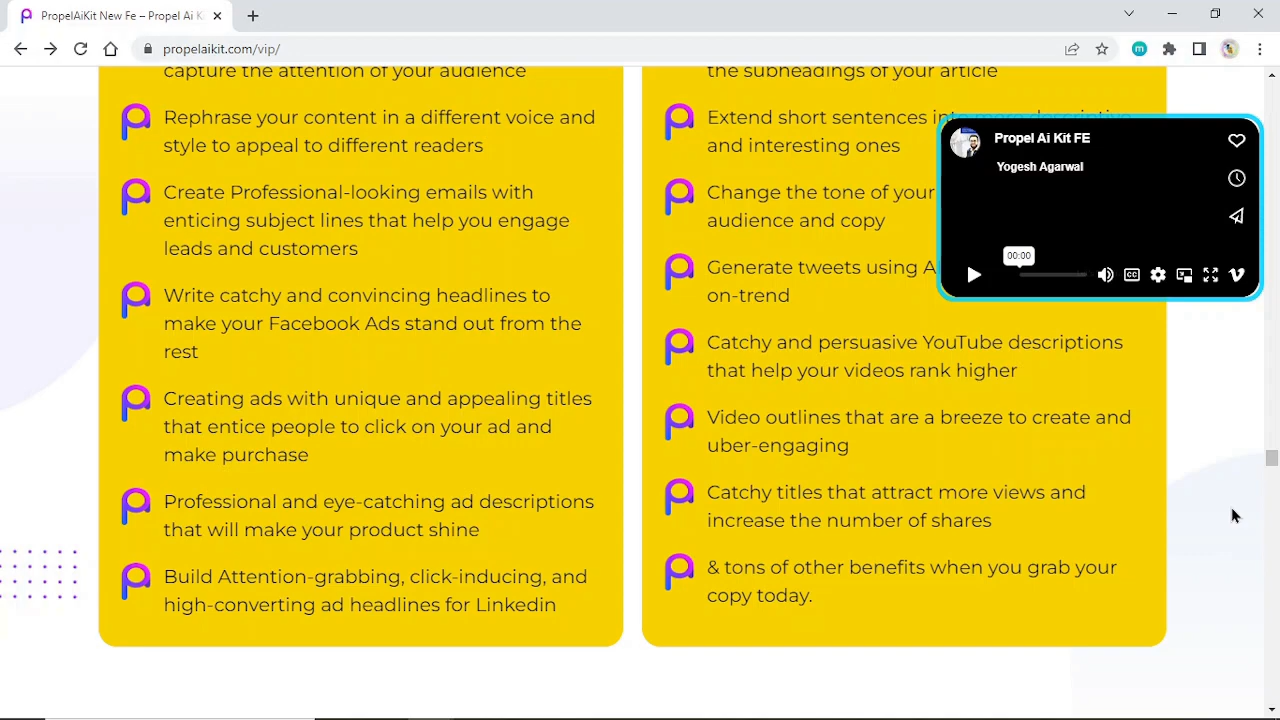 PropelAiKit New Fe – Propel Ai K
propelaikit.com/vip/
m
capture the attention of your audience
Rephrase your content in a different voice and
style to appeal to different readers
Create Professional-looking emails with
enticing subject lines that help you engage
leads and customers
Write catchy and convincing headlines to
make your Facebook Ads stand out from the
rest
Creating ads with unique and appealing titles
that entice people to click on your ad and
make purchase
Professional and eye-catching ad descriptions
that will make your product shine
Build Attention-grabbing, click-inducing, and
high-converting ad headlines for Linkedin
the subheadings of your article
Extend short sentences into more descriptive
and interesting ones
Change the tone of your
audience and copy
Generate tweets using A
on-trend
Catchy and persuasive YouTube descriptions
that help your videos rank higher
Video outlines that are a breeze to create and
uber-engaging
Catchy titles that attract more views and
increase the number of shares
& tons of other benefits when you grab your
copy today.
Propel Ai Kit FE
Yogesh Agarwal
00:00
CC